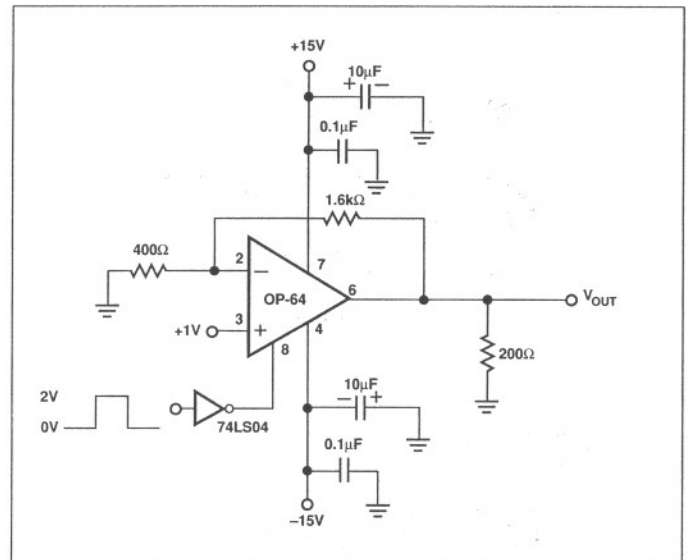 +15V
10µF
+ −
0.1µF
1.6kΩ
400Ω
2
−
7
OP-64
6
V_OUT
+1V
3
+
4
8
200Ω
2V
0V
74LS04
10µF
− +
0.1µF
−15V